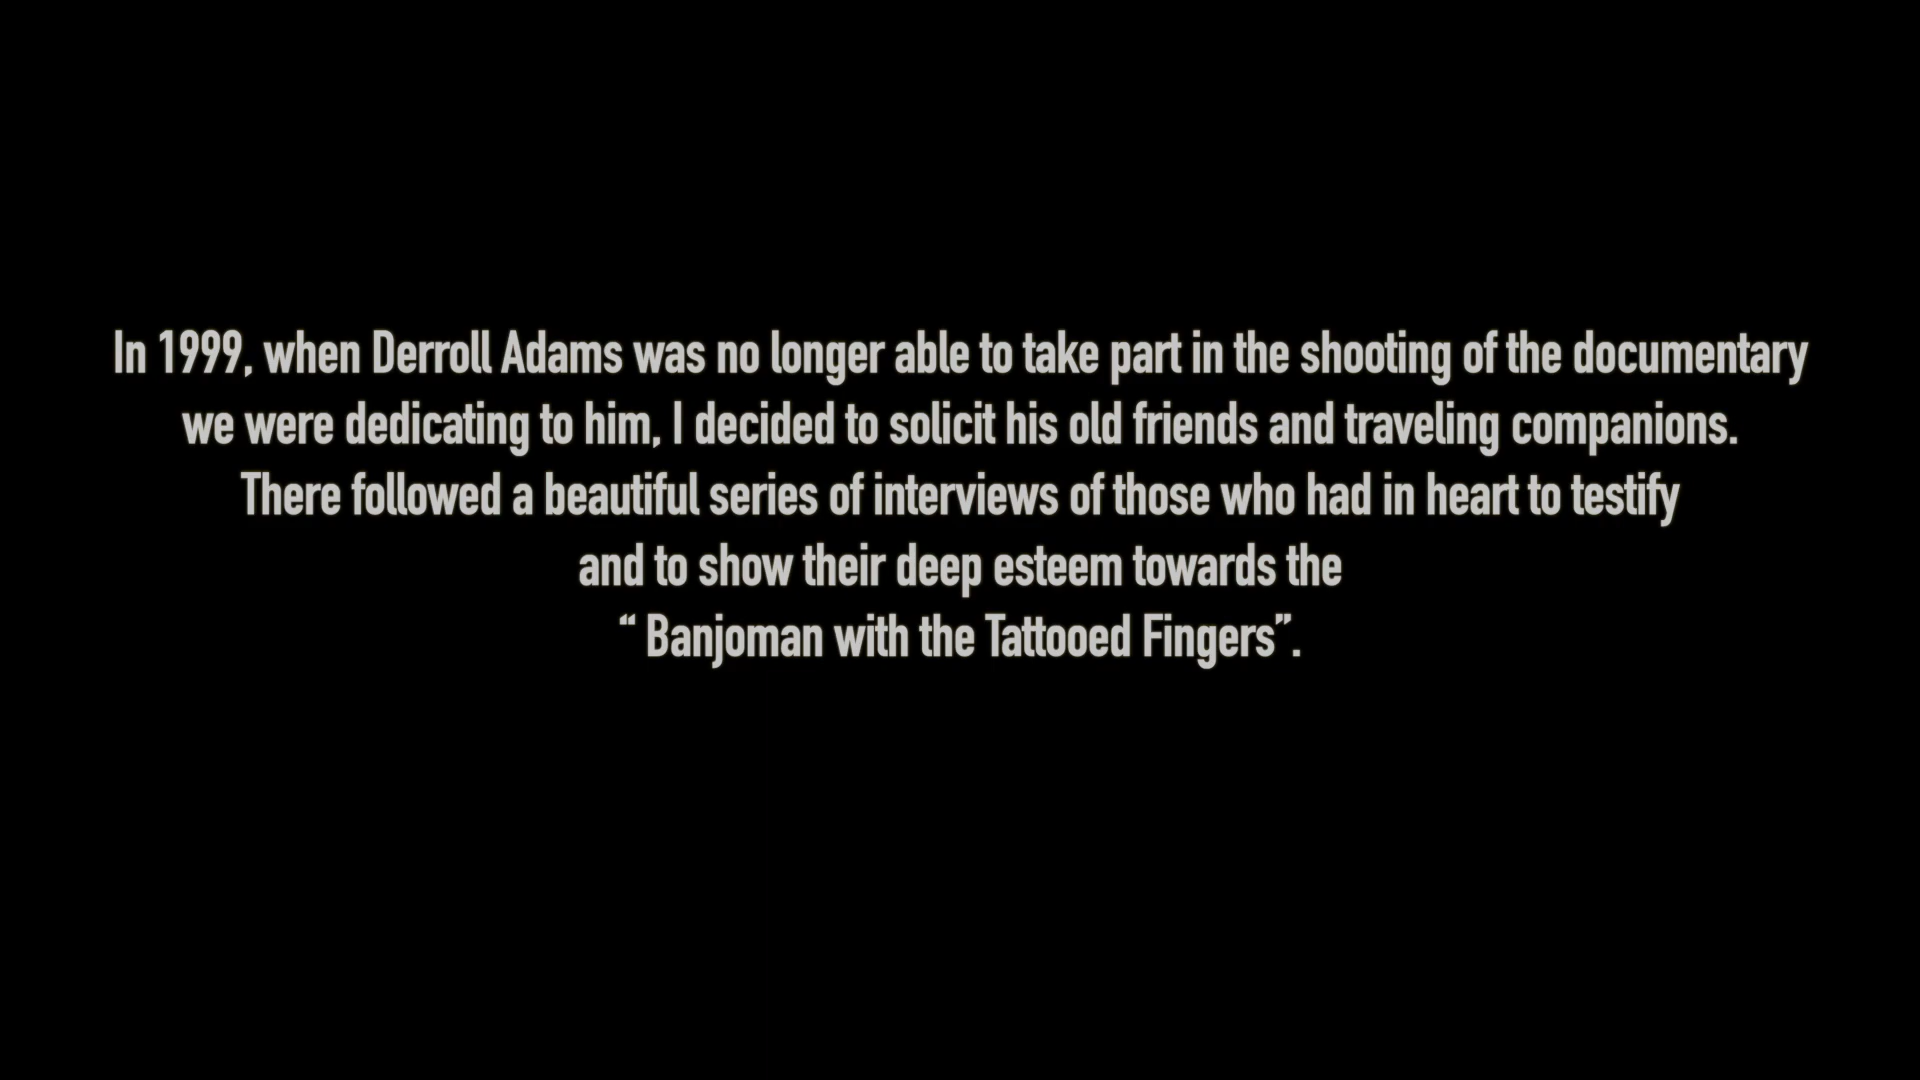 In 1999, when Derroll Adams was no longer able to take part in the shooting of the documentary
we were dedicating to him, I decided to solicit his old friends and traveling companions.
There followed a beautiful series of interviews of those who had in heart to testify
and to show their deep esteem towards the
“ Banjoman with the Tattooed Fingers”.